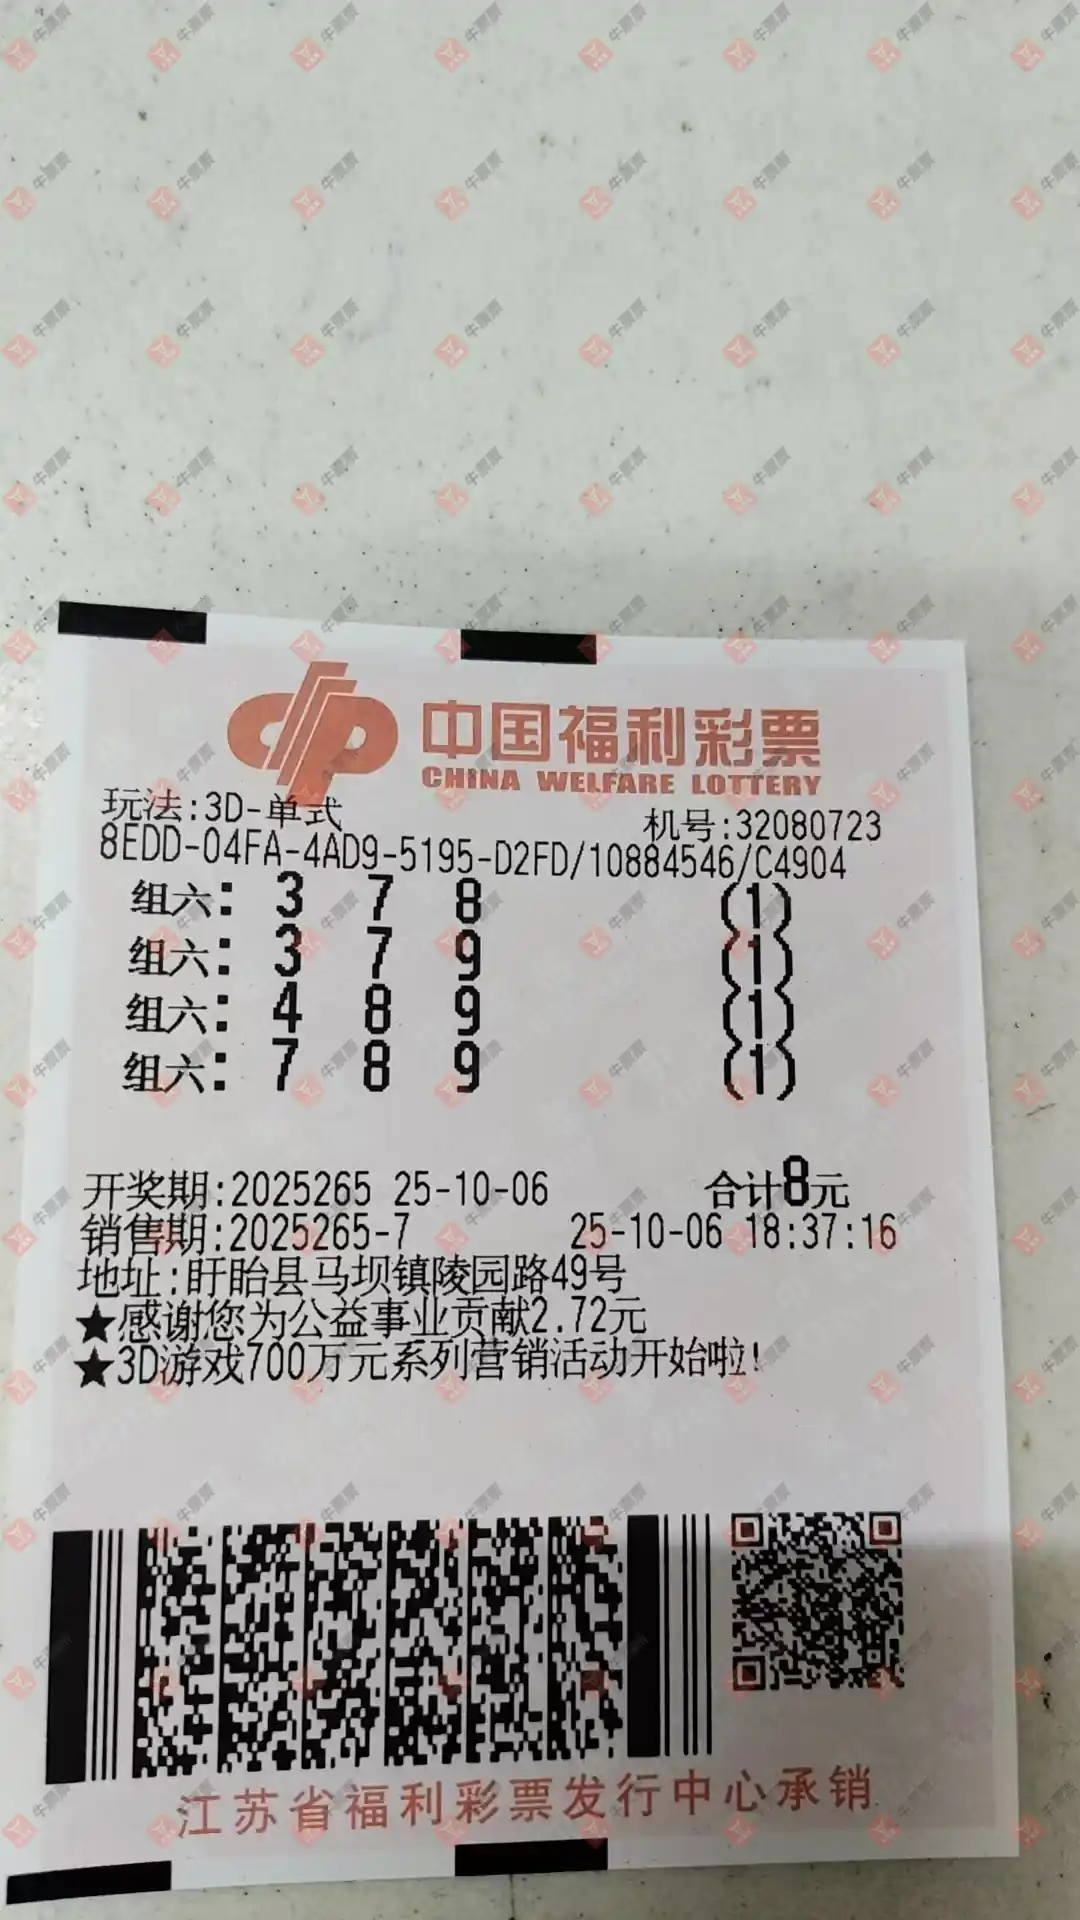 中国福利彩票
CHINA WELFARE LOTTERY
玩法:3D-单式 机号:32080723
8EDD-04FA-4AD9-5195-D2FD/10884546/C4904
组六: 3 7 8 (1)
组六: 3 7 9 (1)
组六: 4 8 9 (1)
组六: 7 8 9 (1)
开奖期:2025265 25-10-06 合计8元
销售期:2025265-7 25-10-06 18:37:16
地址:盱眙县马坝镇陵园路49号
★感谢您为公益事业贡献2.72元
★3D游戏700万元系列营销活动开始啦!
江苏省福利彩票发行中心承销
牛票票